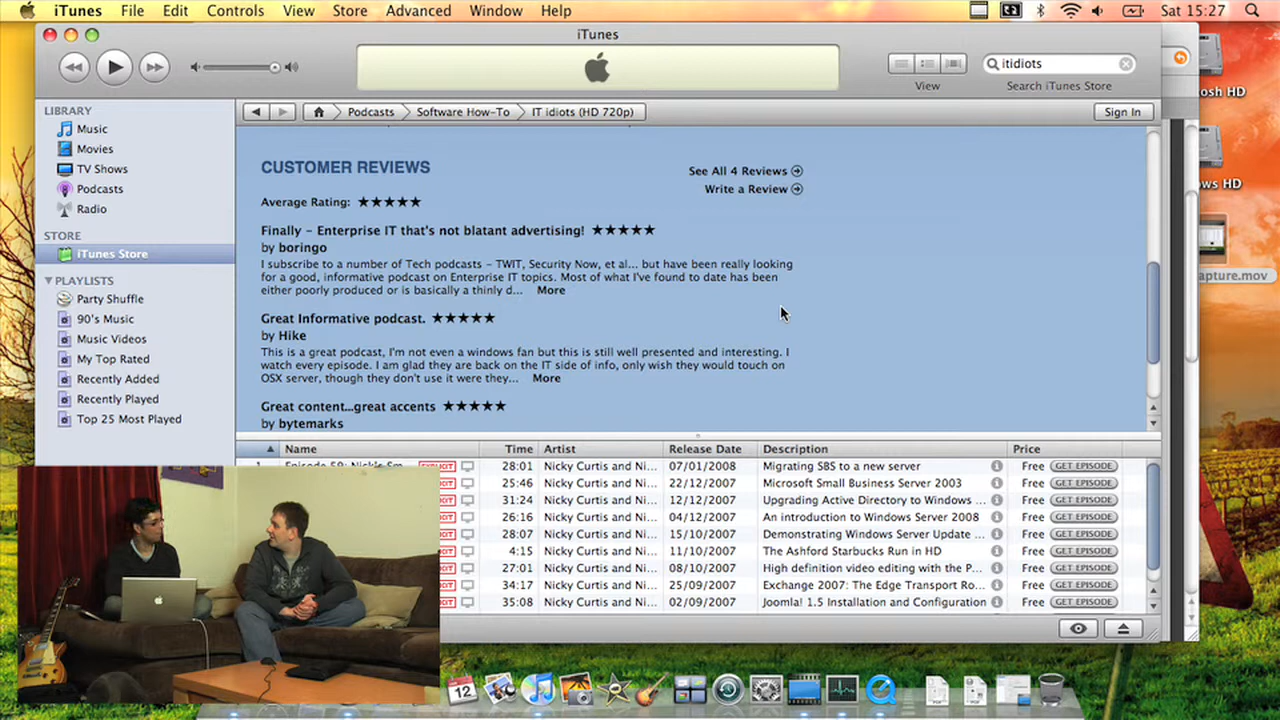 iTunes File Edit Controls View Store Advanced Window Help Sat 15:27
iTunes
itidiots
View Search iTunes Store
LIBRARY
Music
Movies
TV Shows
Podcasts
Radio
STORE
iTunes Store
PLAYLISTS
Party Shuffle
90's Music
Music Videos
My Top Rated
Recently Added
Recently Played
Top 25 Most Played
Podcasts Software How-To IT idiots (HD 720p) Sign In
CUSTOMER REVIEWS
See All 4 Reviews
Write a Review
Average Rating: ★★★★★
Finally - Enterprise IT that's not blatant advertising! ★★★★★
by boringo
I subscribe to a number of Tech podcasts - TWIT, Security Now, et al... but have been really looking
for a good, informative podcast on Enterprise IT topics. Most of what I've found to date has been
either poorly produced or is basically a thinly d... More
Great Informative podcast. ★★★★★
by Hike
This is a great podcast, I'm not even a windows fan but this is still well presented and interesting. I
watch every episode. I am glad they are back on the IT side of info, only wish they would touch on
OSX server, though they don't use it were they... More
Great content...great accents ★★★★★
by bytemarks
Name Time Artist Release Date Description Price
1 Episode 59: Nick's Sm... EXPLICIT 28:01 Nicky Curtis and Ni... 07/01/2008 Migrating SBS to a new server Free GET EPISODE
25:46 Nicky Curtis and Ni... 22/12/2007 Microsoft Small Business Server 2003 Free GET EPISODE
31:24 Nicky Curtis and Ni... 12/12/2007 Upgrading Active Directory to Windows ... Free GET EPISODE
26:16 Nicky Curtis and Ni... 04/12/2007 An introduction to Windows Server 2008 Free GET EPISODE
28:07 Nicky Curtis and Ni... 15/10/2007 Demonstrating Windows Server Update ... Free GET EPISODE
4:15 Nicky Curtis and Ni... 11/10/2007 The Ashford Starbucks Run in HD Free GET EPISODE
27:01 Nicky Curtis and Ni... 08/10/2007 High definition video editing with the P... Free GET EPISODE
34:17 Nicky Curtis and Ni... 25/09/2007 Exchange 2007: The Edge Transport Ro... Free GET EPISODE
35:08 Nicky Curtis and Ni... 02/09/2007 Joomla! 1.5 Installation and Configuration Free GET EPISODE
osh HD
ws HD
apture.mov
12